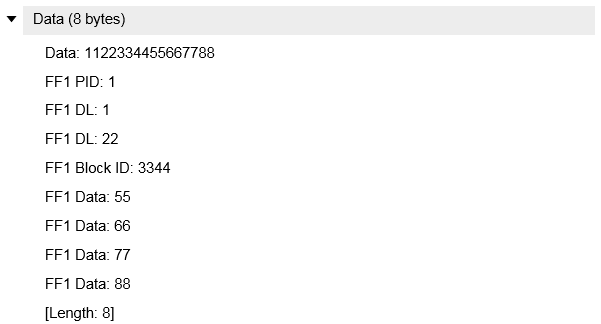 Data (8 bytes)
Data: 1122334455667788
FF1 PID: 1
FF1 DL: 1
FF1 DL: 22
FF1 Block ID: 3344
FF1 Data: 55
FF1 Data: 66
FF1 Data: 77
FF1 Data: 88
[Length: 8]